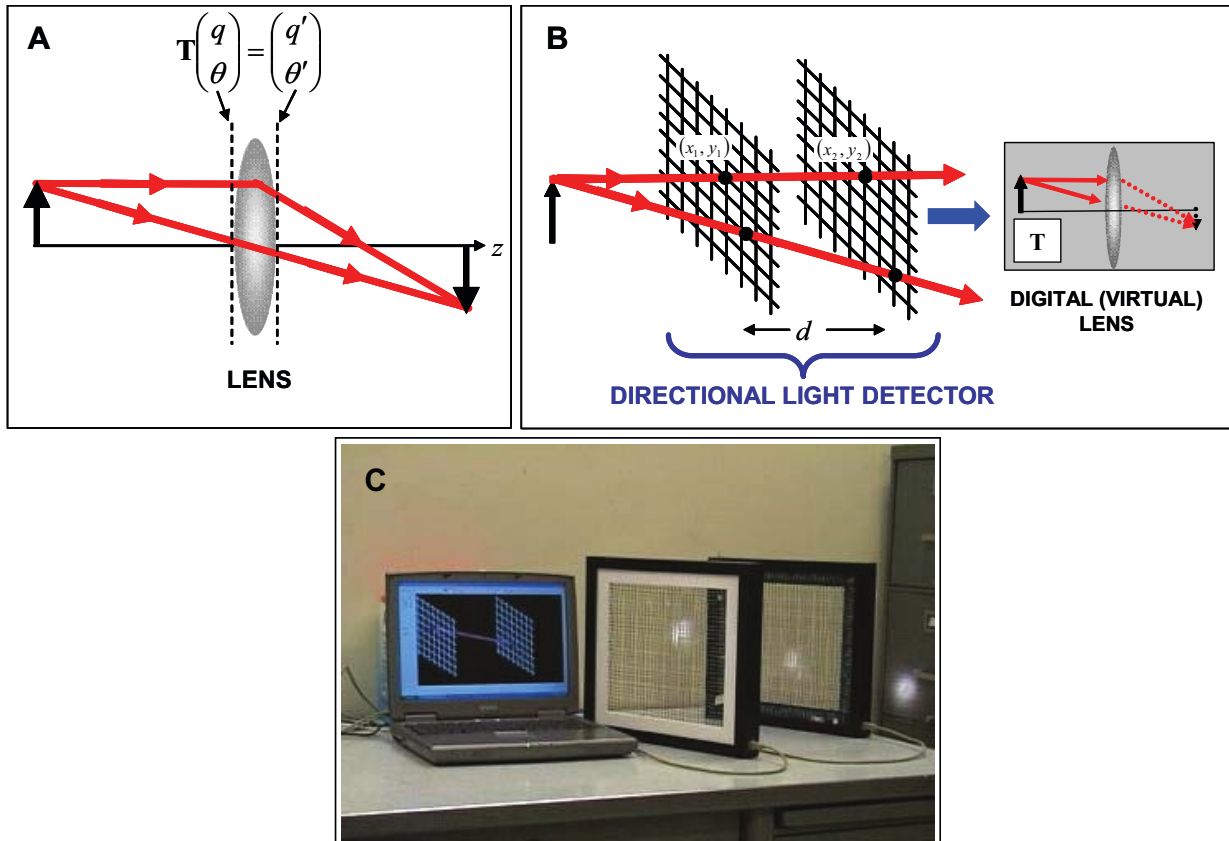 A
T(q θ) = (q′ θ′)
z
LENS
B
(x₁, y₁)
(x₂, y₂)
d
T
DIRECTIONAL LIGHT DETECTOR
DIGITAL (VIRTUAL)
LENS
C